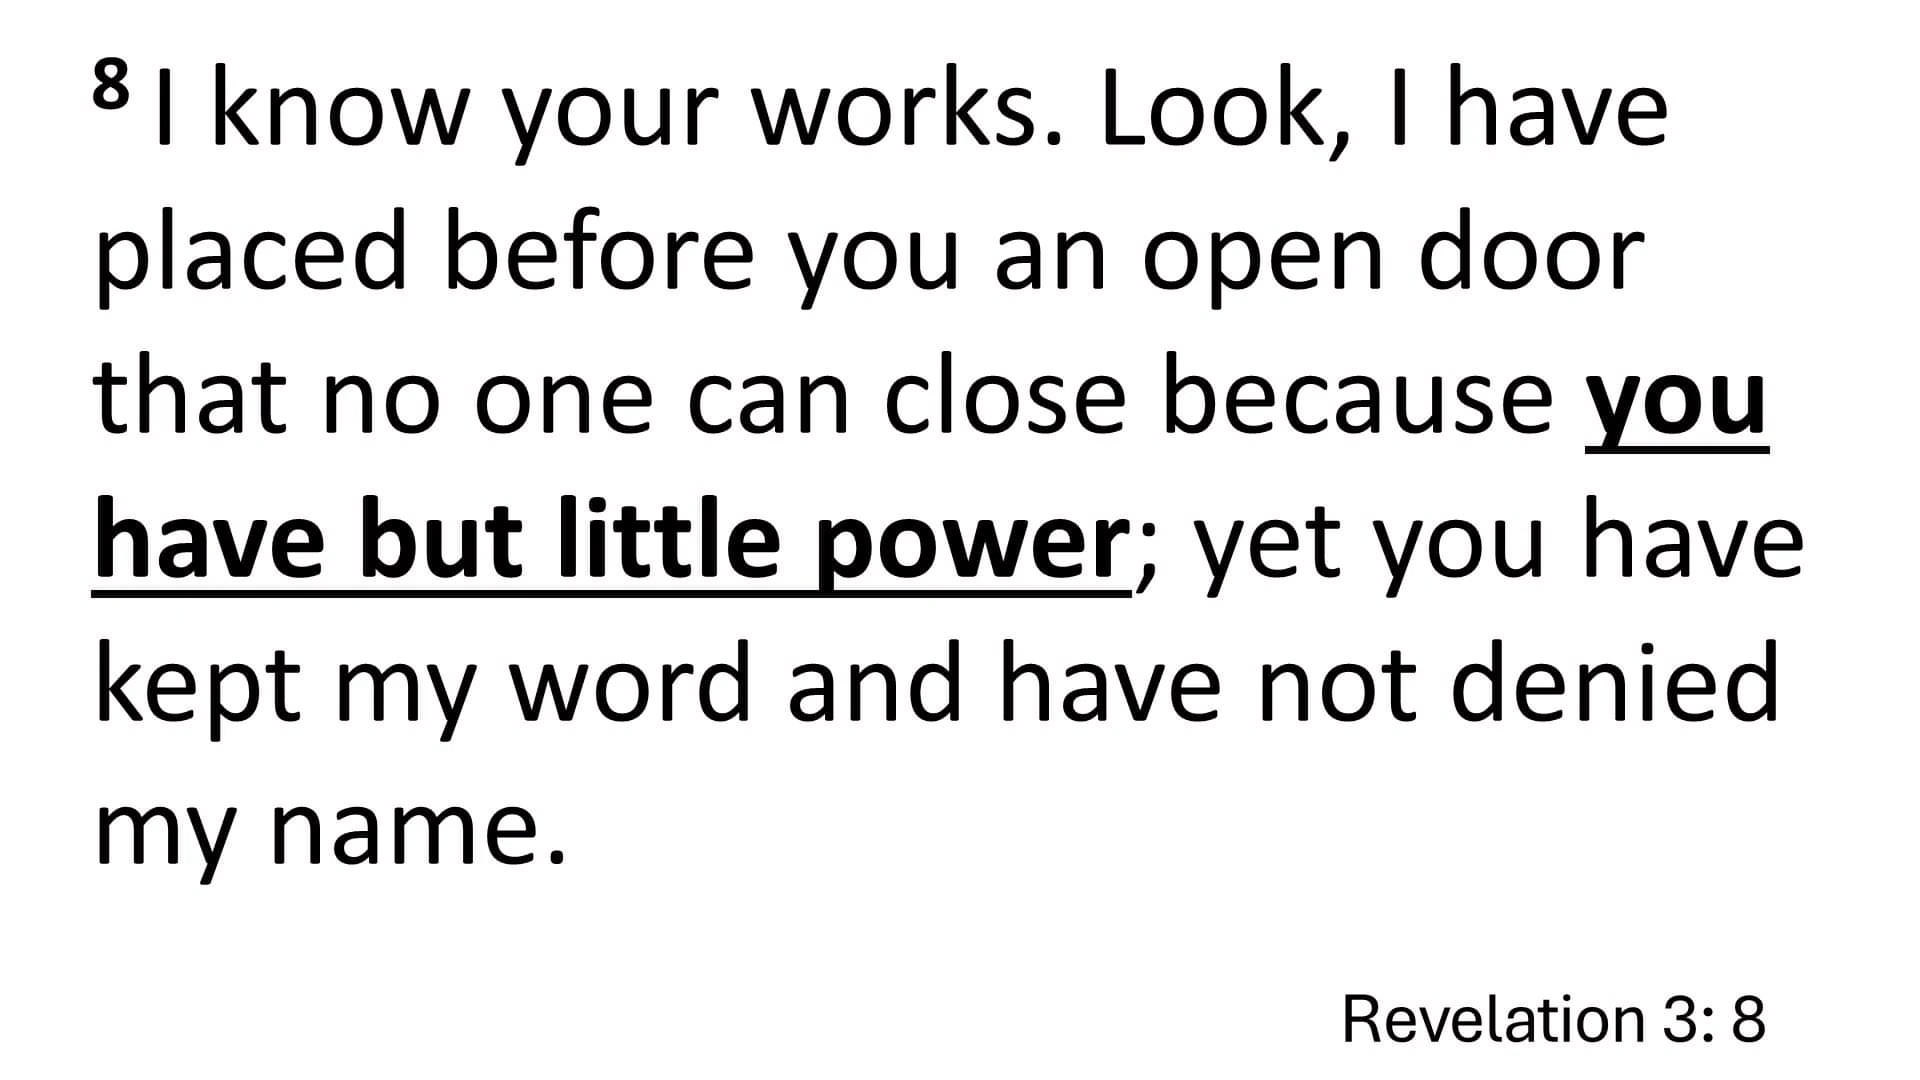 8 I know your works. Look, I have
placed before you an open door
that no one can close because you
have but little power; yet you have
kept my word and have not denied
my name.
Revelation 3: 8